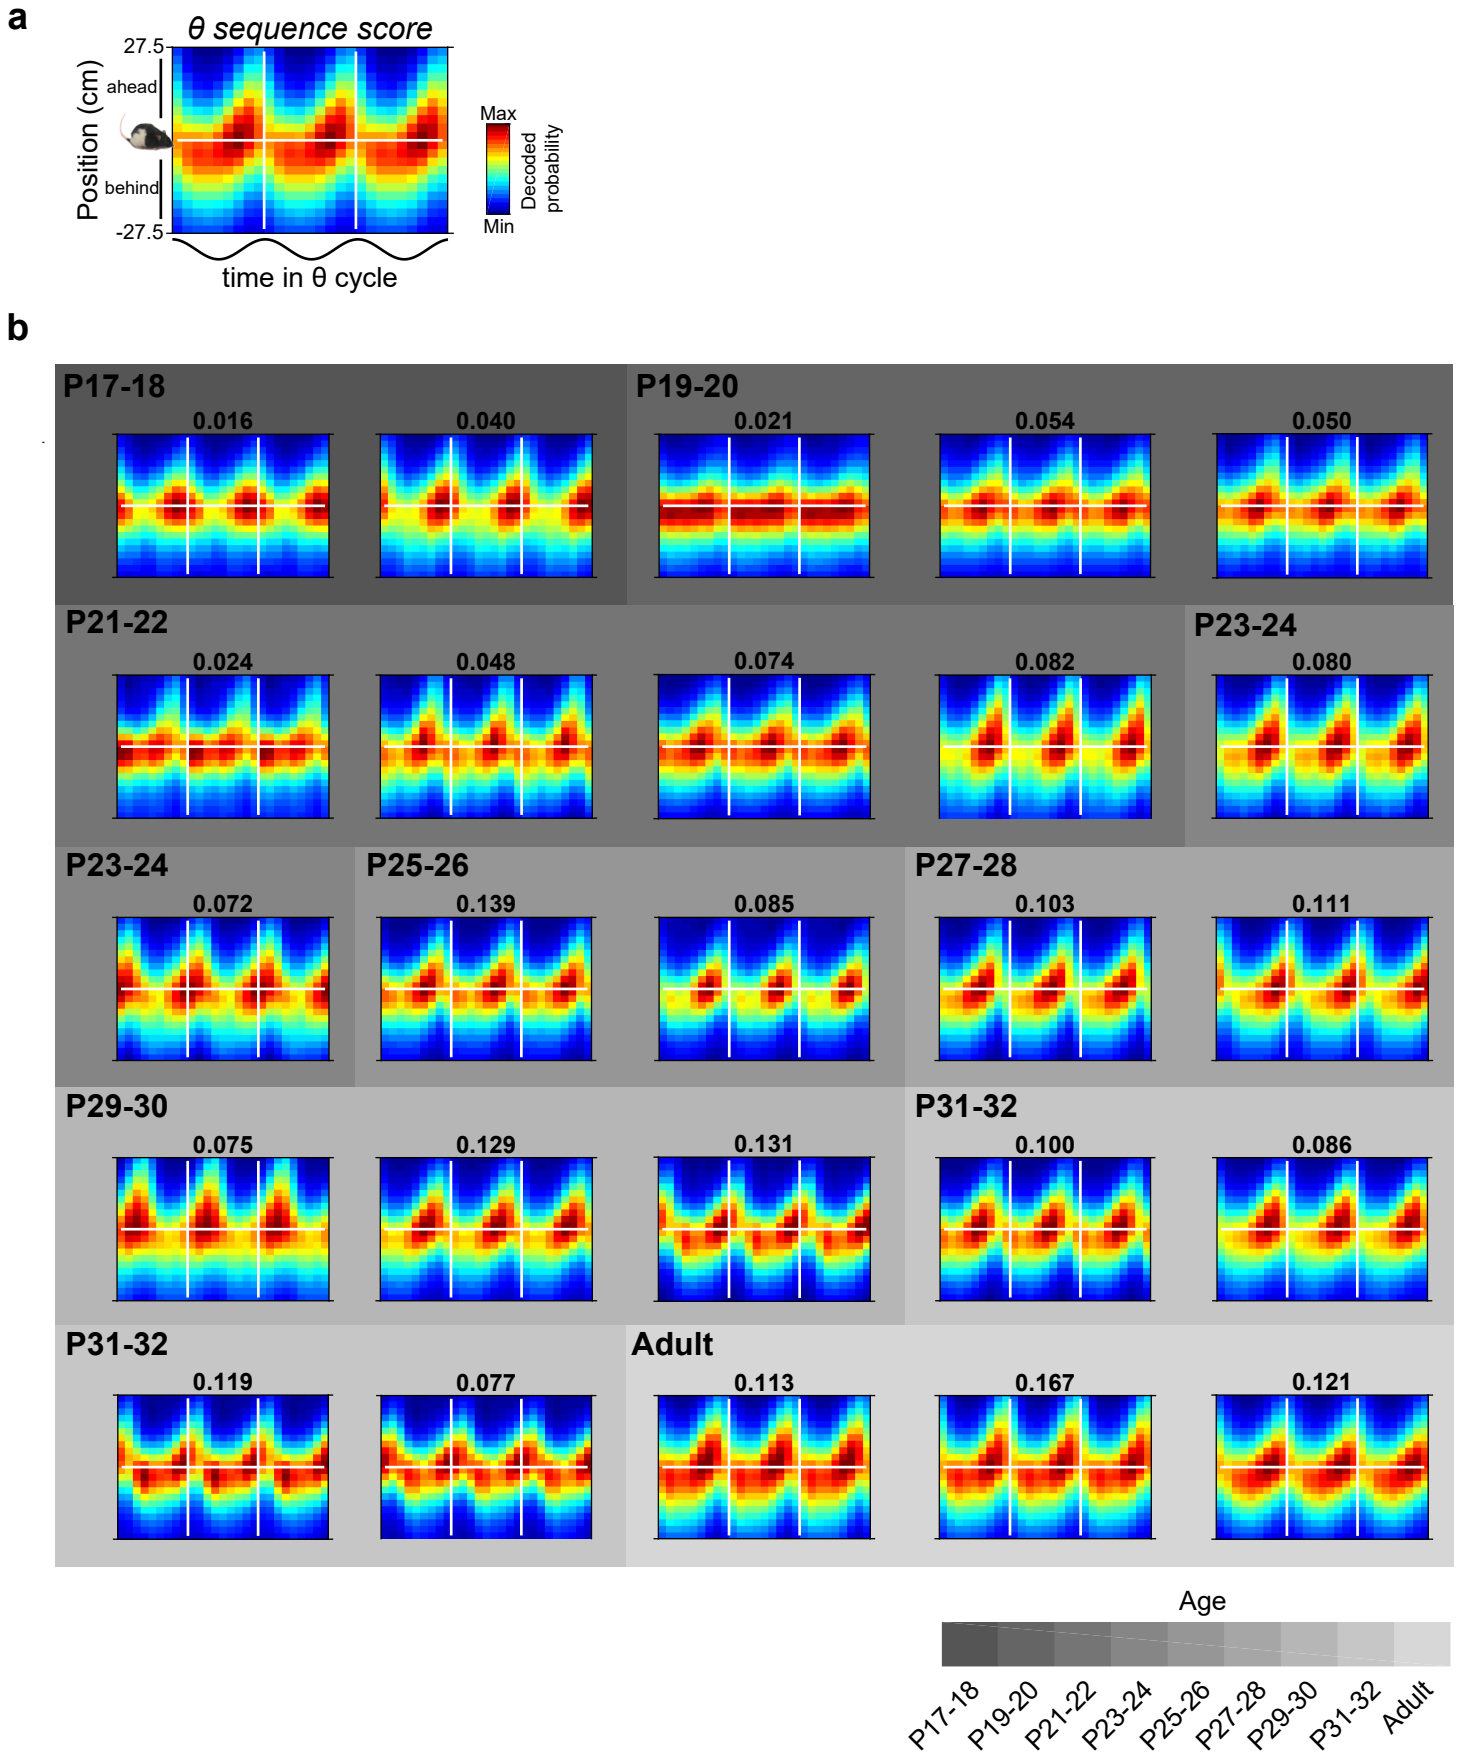 a
θ sequence score
27.5
ahead
Position (cm)
behind
-27.5
time in θ cycle
Max
Decoded
probability
Min
b
P17-18
P19-20
0.016
0.040
0.021
0.054
0.050
P21-22
P23-24
0.024
0.048
0.074
0.082
0.080
P23-24
P25-26
P27-28
0.072
0.139
0.085
0.103
0.111
P29-30
P31-32
0.075
0.129
0.131
0.100
0.086
P31-32
Adult
0.119
0.077
0.113
0.167
0.121
Age
P17-18
P19-20
P21-22
P23-24
P25-26
P27-28
P29-30
P31-32
Adult